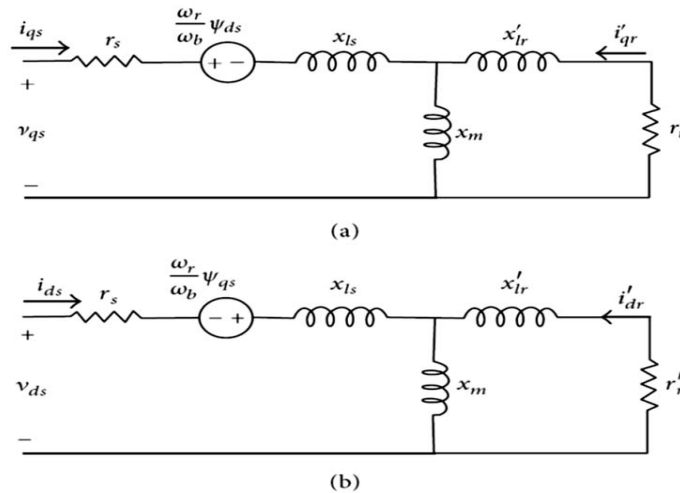 i_qs r_s ω_r/ω_b ψ_ds x_ls x′_lr i′_qr
+ + −
v_qs x_m
−
(a)
i_ds r_s ω_r/ω_b ψ_qs x_ls x′_lr i′_dr
+ − +
v_ds x_m
−
(b)